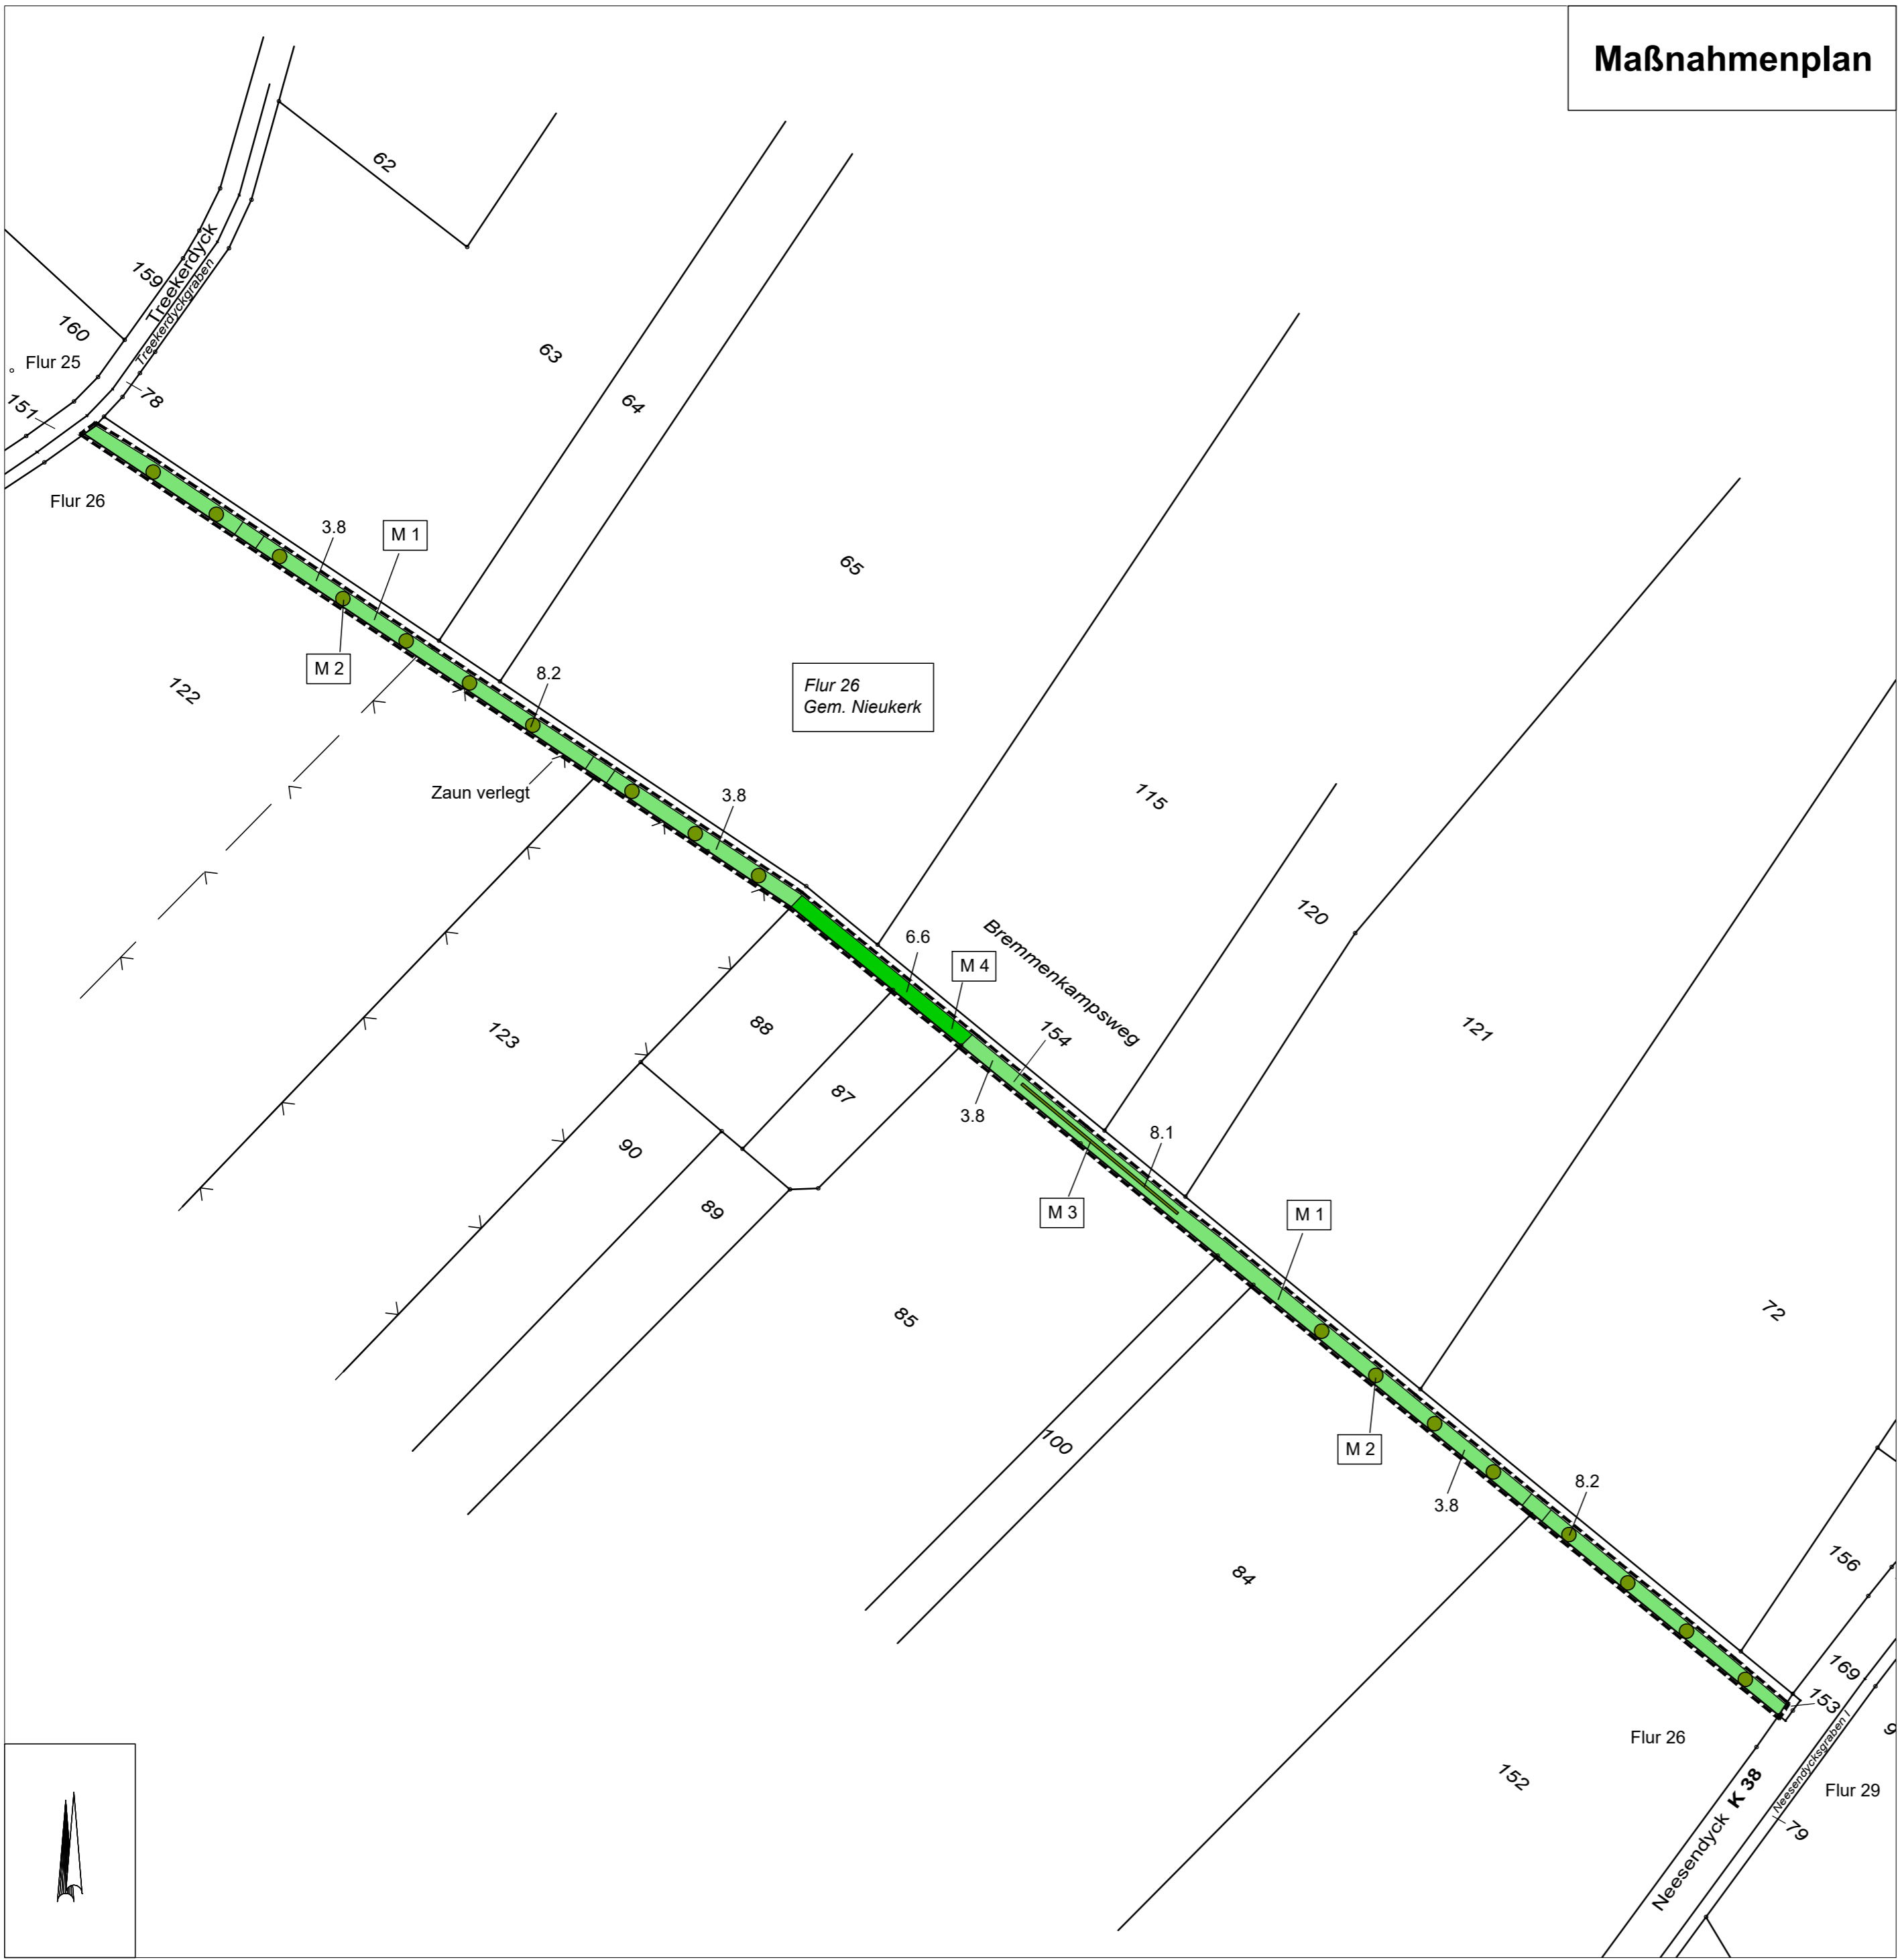 Maßnahmenplan
62
159
Treekerdyck
Treekerdyckgraben
160
Flur 25
63
151
78
64
Flur 26
3.8
M 1
65
M 2
122
8.2
Flur 26
Gem. Nieukerk
Zaun verlegt
3.8
115
120
6.6
Bremmenkampsweg
M 4
88
123
154
121
87
3.8
8.1
90
89
M 3
M 1
85
72
100
M 2
8.2
3.8
156
84
169
153
Flur 26
9
152
Neesendycksgraben I
Neesendyck K 38
Flur 29
79